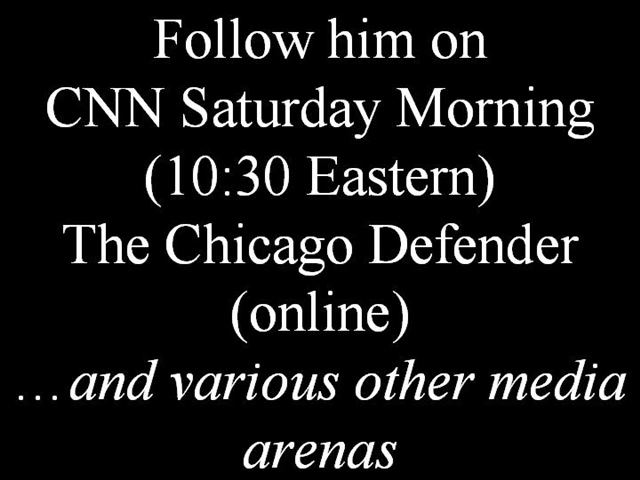 Follow him on
CNN Saturday Morning
(10:30 Eastern)
The Chicago Defender
(online)
…and various other media
arenas